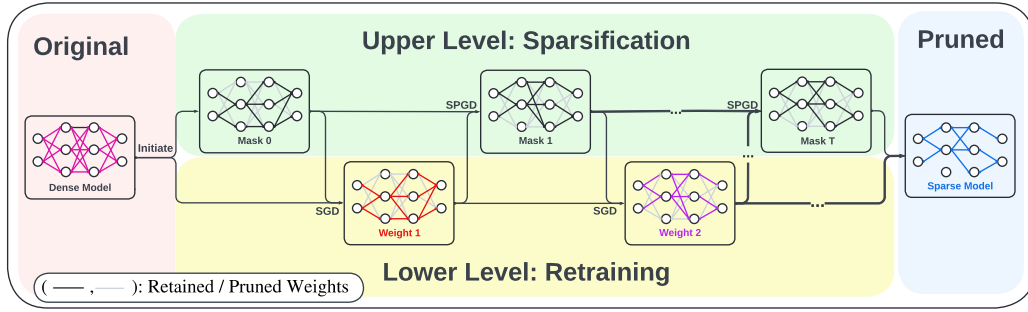 Original
Upper Level: Sparsification
Pruned
Mask 0
SPGD
Mask 1
...
SPGD
Mask T
Initiate
Dense Model
...
Sparse Model
SGD
Weight 1
SGD
Weight 2
...
Lower Level: Retraining
( , ): Retained / Pruned Weights